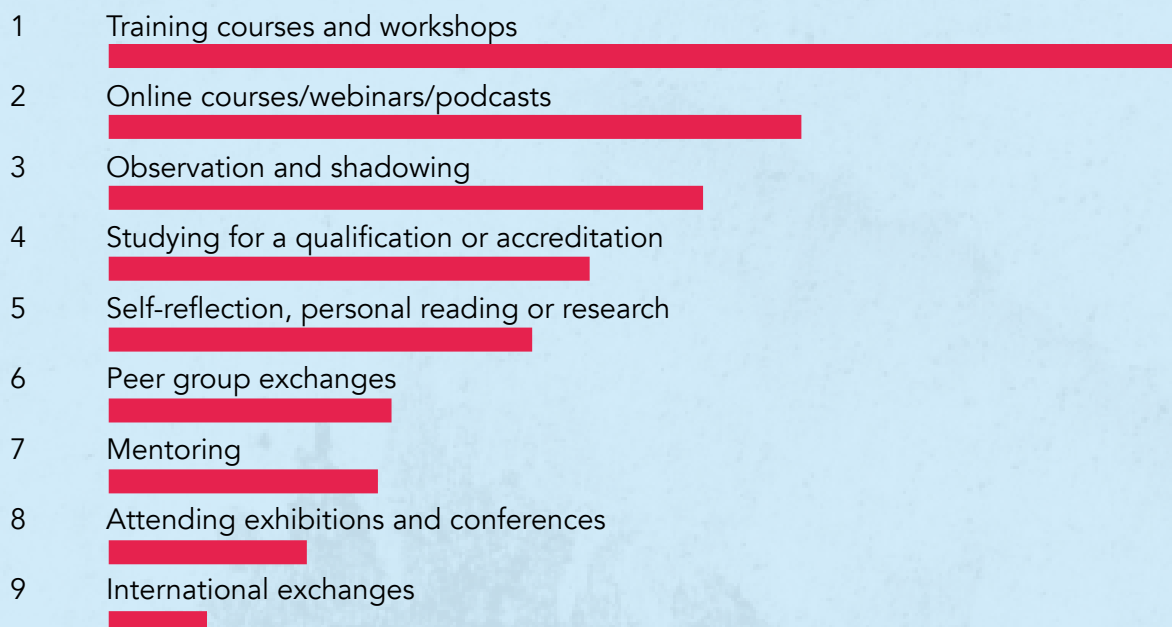 1 Training courses and workshops
2 Online courses/webinars/podcasts
3 Observation and shadowing
4 Studying for a qualification or accreditation
5 Self-reflection, personal reading or research
6 Peer group exchanges
7 Mentoring
8 Attending exhibitions and conferences
9 International exchanges